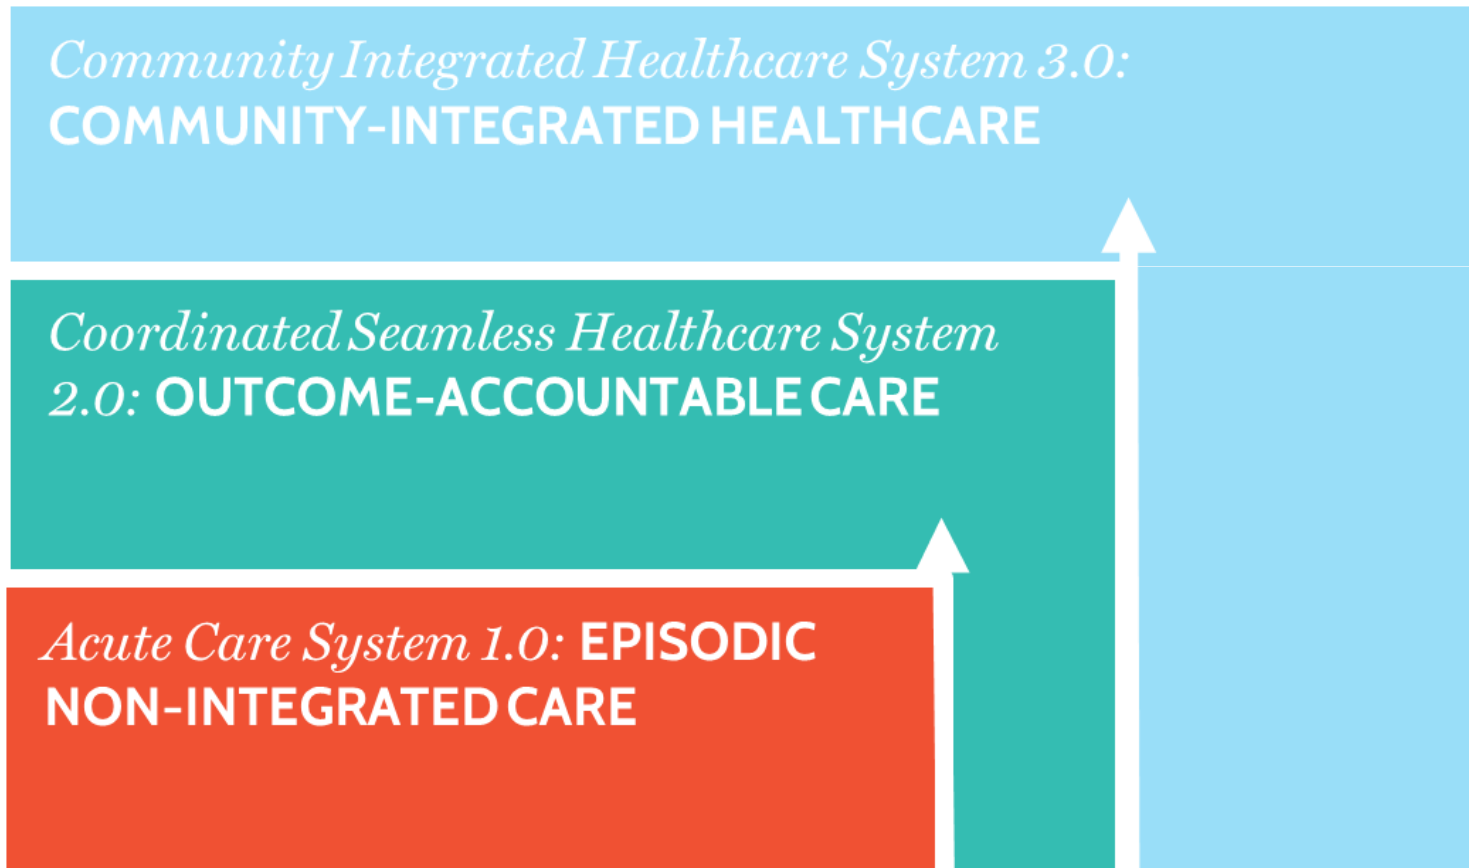 Community Integrated Healthcare System 3.0:
COMMUNITY-INTEGRATED HEALTHCARE
Coordinated Seamless Healthcare System
2.0: OUTCOME-ACCOUNTABLE CARE
Acute Care System 1.0: EPISODIC
NON-INTEGRATED CARE